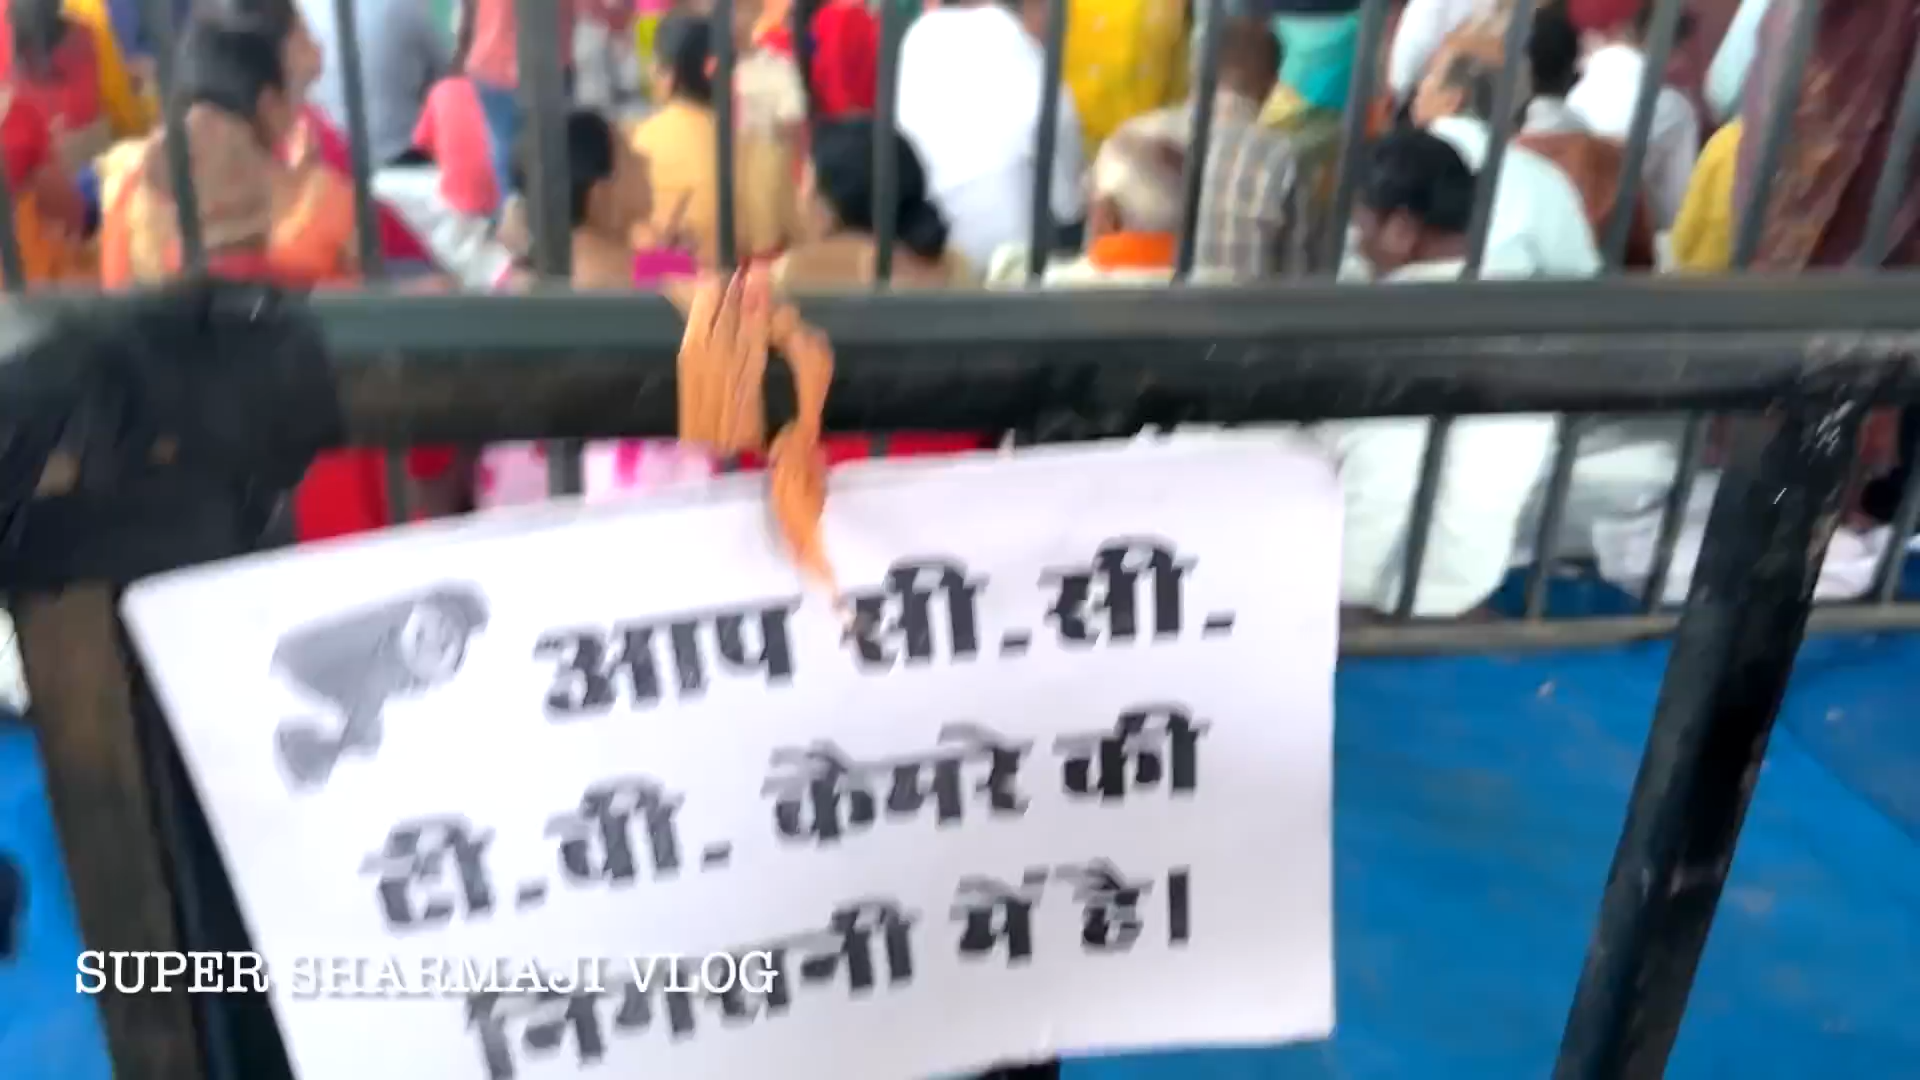 आप सी.सी.
टी.वी. केमरे की
निगरानी में है।
SUPER SHARMAJI VLOG